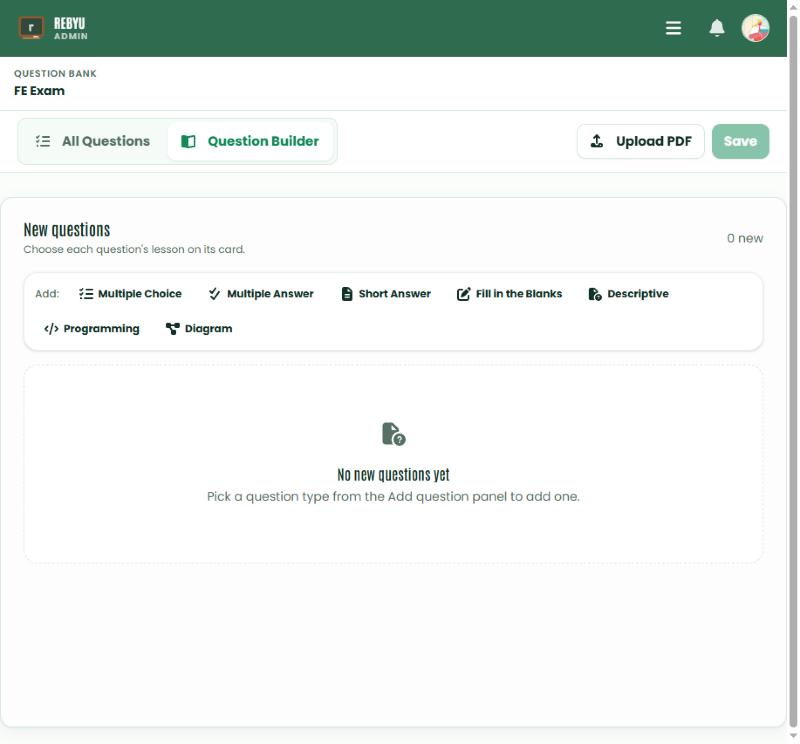 r
REBYU
ADMIN
QUESTION BANK
FE Exam
All Questions
Question Builder
Upload PDF
Save
New questions
0 new
Choose each question's lesson on its card.
Add:
Multiple Choice
Multiple Answer
Short Answer
Fill in the Blanks
Descriptive
Programming
Diagram
No new questions yet
Pick a question type from the Add question panel to add one.